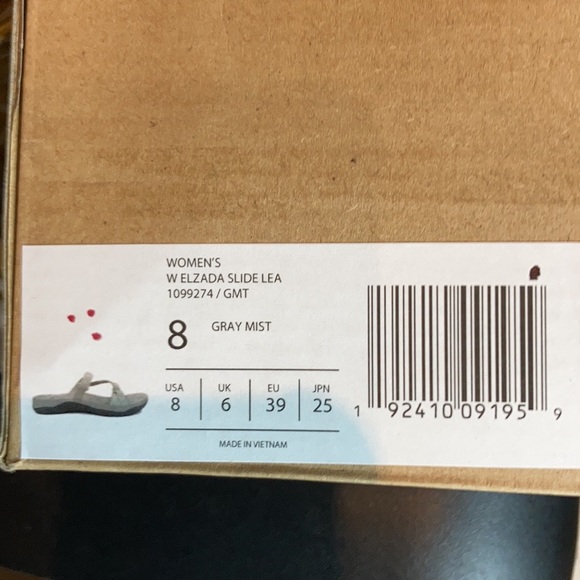 WOMEN'S
W ELZADA SLIDE LEA
1099274 / GMT
8 GRAY MIST
USA UK EU JPN
8 6 39 25
MADE IN VIETNAM
1 92410 09195 9